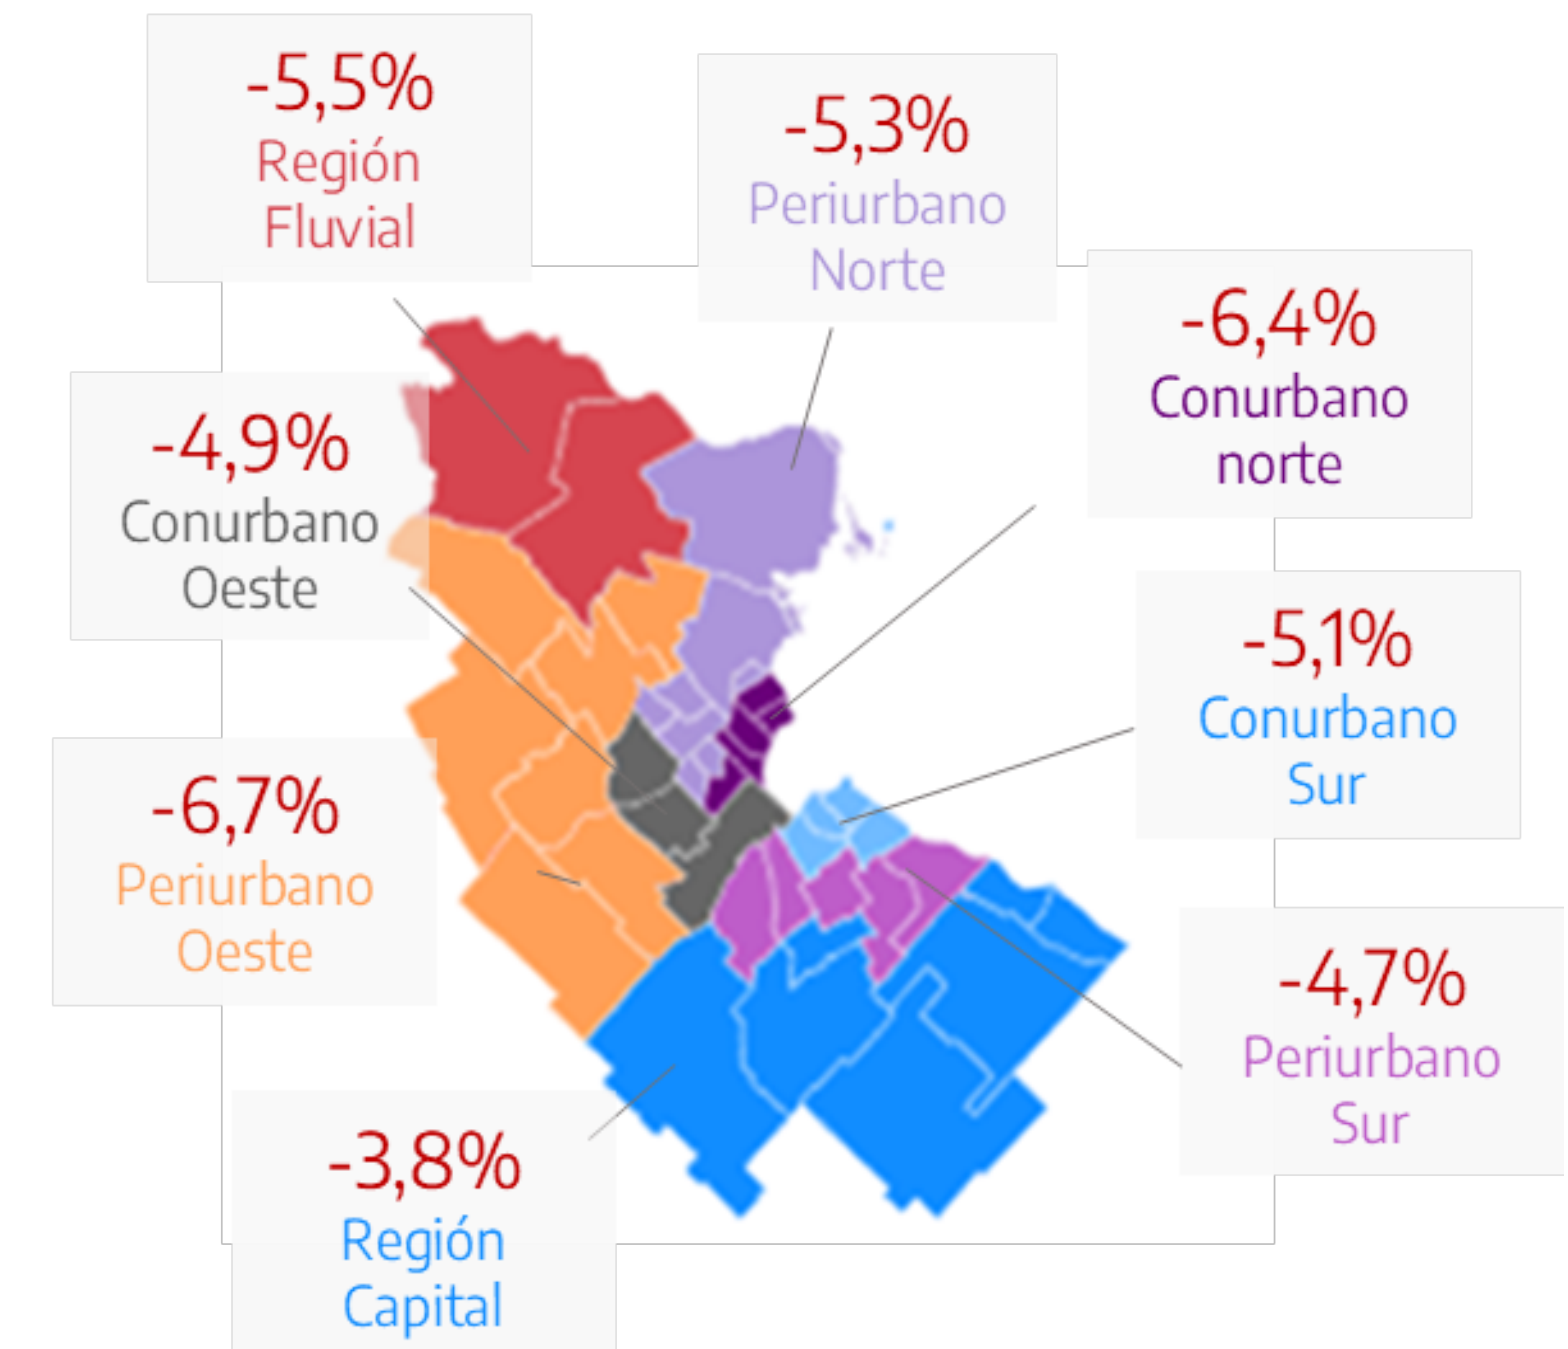 -5,5%
Región
Fluvial
-5,3%
Periurbano
Norte
-6,4%
Conurbano
norte
-4,9%
Conurbano
Oeste
-5,1%
Conurbano
Sur
-6,7%
Periurbano
Oeste
-4,7%
Periurbano
Sur
-3,8%
Región
Capital